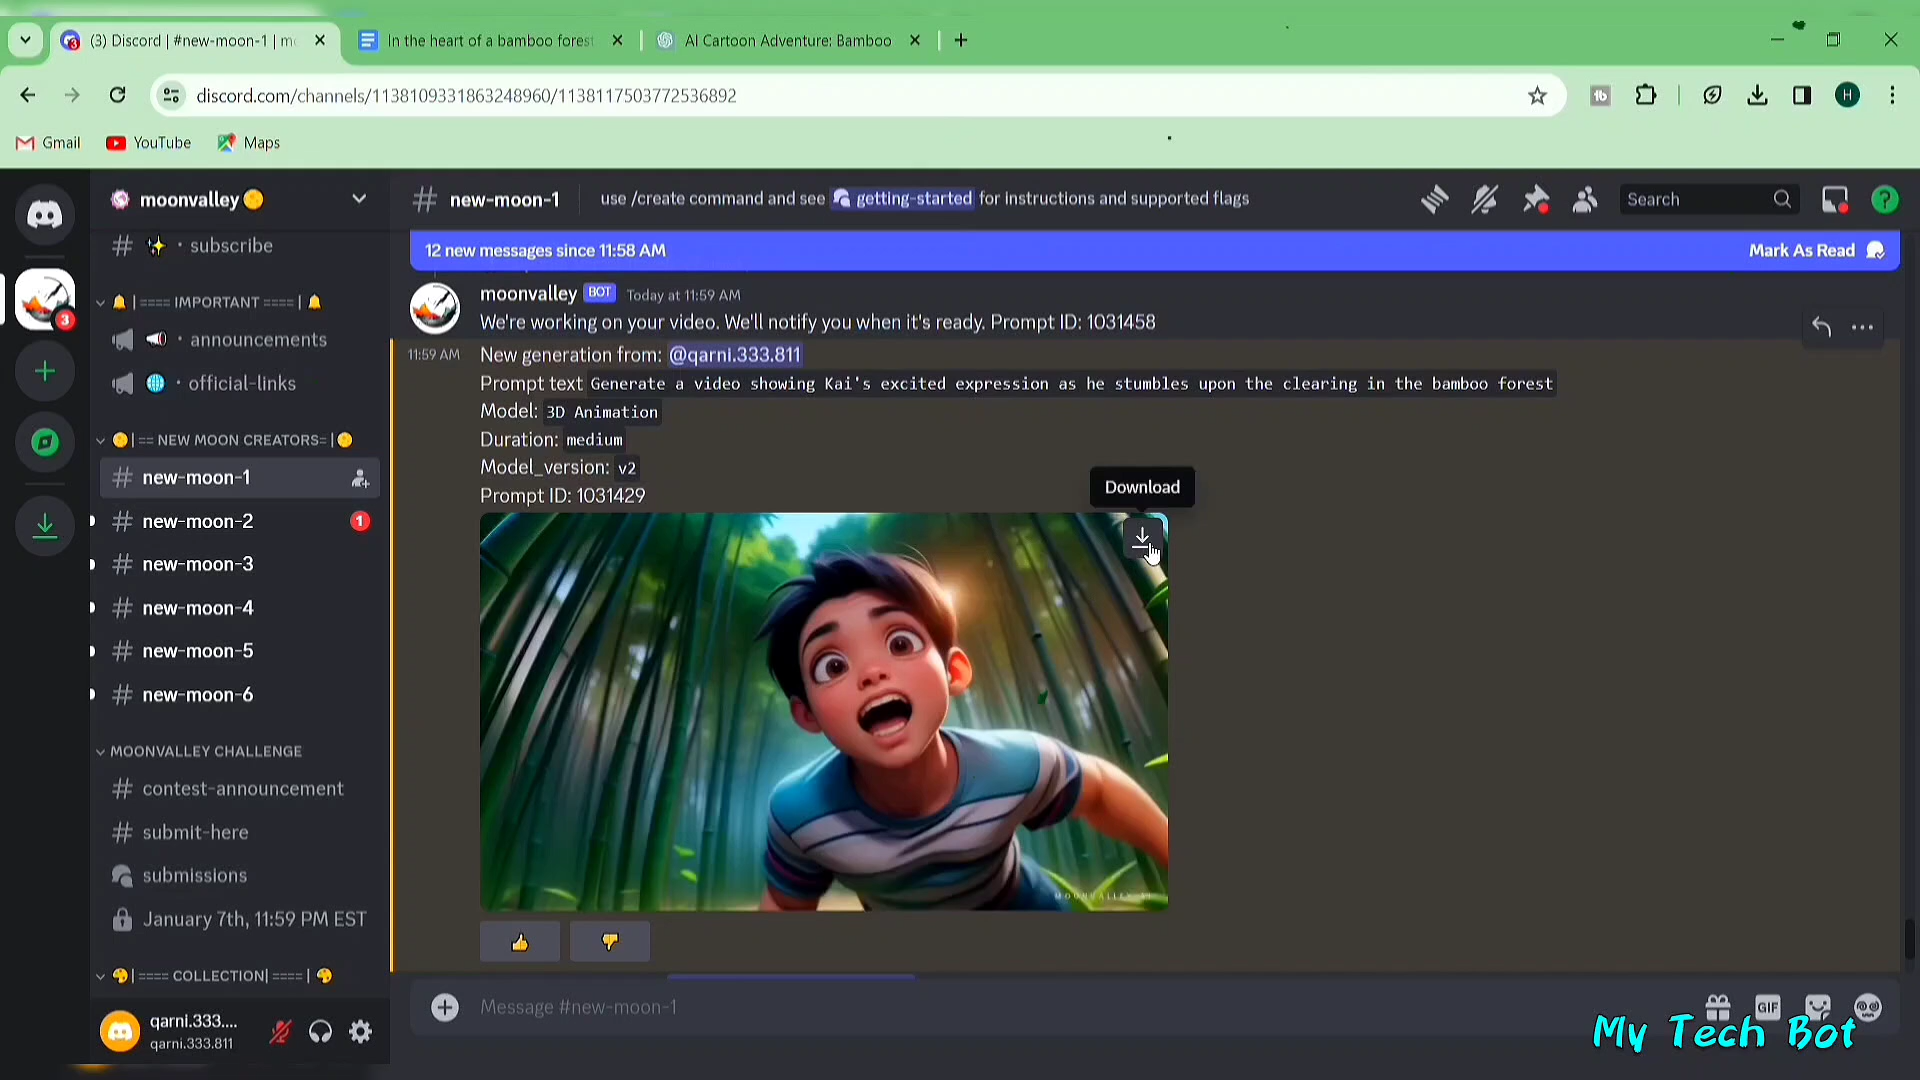 (3) Discord | #new-moon-1 | m
In the heart of a bamboo fores
AI Cartoon Adventure: Bamboo
discord.com/channels/1138109331863248960/1138117503772536892
H
Gmail
YouTube
Maps
moonvalley
new-moon-1
use /create command and see getting-started for instructions and supported flags
Search
subscribe
12 new messages since 11:58 AM
Mark As Read
| ==== IMPORTANT ==== |
announcements
official-links
| == NEW MOON CREATORS= |
new-moon-1
new-moon-2
1
new-moon-3
new-moon-4
new-moon-5
new-moon-6
MOONVALLEY CHALLENGE
contest-announcement
submit-here
submissions
January 7th, 11:59 PM EST
| ==== COLLECTION| ==== |
qarni.333....
qarni.333.811
3
moonvalley BOT Today at 11:59 AM
We're working on your video. We'll notify you when it's ready. Prompt ID: 1031458
11:59 AM New generation from: @qarni.333.811
Prompt text Generate a video showing Kai's excited expression as he stumbles upon the clearing in the bamboo forest
Model: 3D Animation
Duration: medium
Model_version: v2
Prompt ID: 1031429
Download
Message #new-moon-1
GIF
My Tech Bot